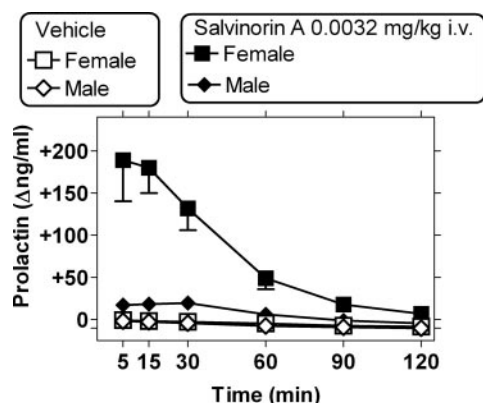 Vehicle
Female
Male
Salvinorin A 0.0032 mg/kg i.v.
Female
Male
Prolactin (Δng/ml)
+200
+150
+100
+50
0
5 15 30 60 90 120
Time (min)